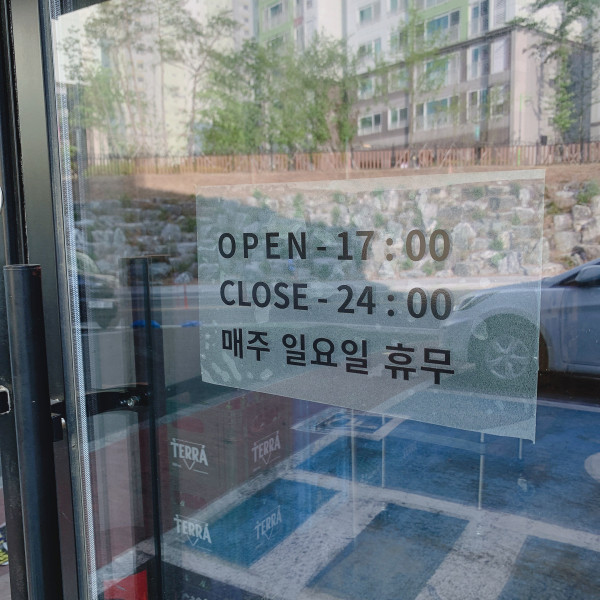 OPEN - 17 : 00
CLOSE - 24 : 00
매주 일요일 휴무
TERRA
TERRA
TERRA
TERRA